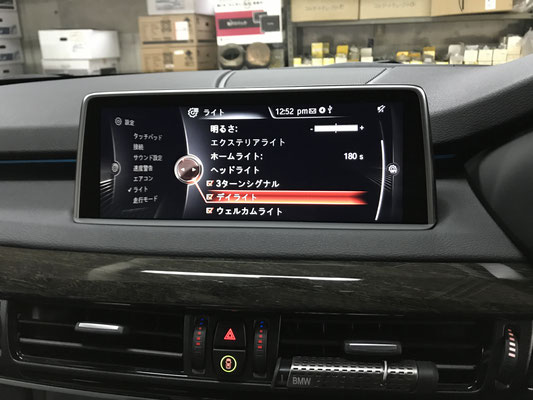 ライト
12:52 pm
設定
タッチパッド
接続
サウンド設定
速度警告
エアコン
ライト
走行モード
明るさ:
エクステリアライト
ホームライト: 180 s
ヘッドライト
3ターンシグナル
デイライト
ウェルカムライト
BMW